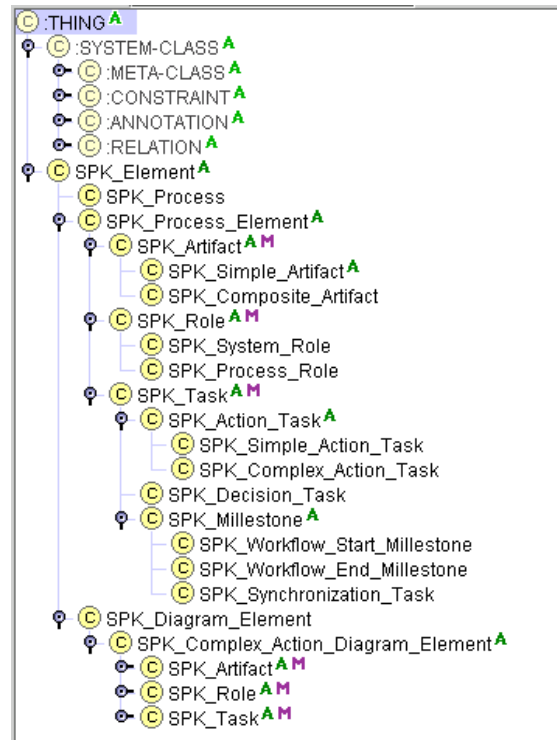 C :THING A
C :SYSTEM-CLASS A
C :META-CLASS A
C :CONSTRAINT A
C :ANNOTATION A
C :RELATION A
C SPK_Element A
C SPK_Process
C SPK_Process_Element A
C SPK_Artifact A M
C SPK_Simple_Artifact A
C SPK_Composite_Artifact
C SPK_Role A M
C SPK_System_Role
C SPK_Process_Role
C SPK_Task A M
C SPK_Action_Task A
C SPK_Simple_Action_Task
C SPK_Complex_Action_Task
C SPK_Decision_Task
C SPK_Millestone A
C SPK_Workflow_Start_Millestone
C SPK_Workflow_End_Millestone
C SPK_Synchronization_Task
C SPK_Diagram_Element
C SPK_Complex_Action_Diagram_Element A
C SPK_Artifact A M
C SPK_Role A M
C SPK_Task A M